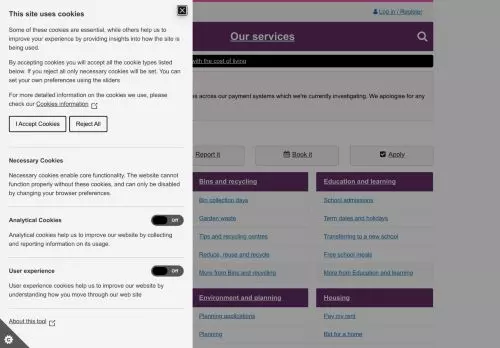 This site uses cookies
Some of these cookies are essential, while others help us to
improve your experience by providing insights into how the site is
being used.
By accepting cookies you will accept all the cookie types listed
below. If you reject all only necessary cookies will be set. You can
set your own preferences using the sliders
For more detailed information on the cookies we use, please
check our Cookies information
I Accept Cookies
Reject All
Necessary Cookies
Necessary cookies enable core functionality. The website cannot
function properly without these cookies, and can only be disabled
by changing your browser preferences.
Analytical Cookies
Off
Analytical cookies help us to improve our website by collecting
and reporting information on its usage.
User experience
Off
User experience cookies help us to improve our website by
understanding how you move through our web site
About this tool
Log in / Register
Our services
with the cost of living
across our payment systems which we're currently investigating. We apologise for any
Report it
Book it
Apply
Bins and recycling
Bin collection days
Garden waste
Tips and recycling centres
Reduce, reuse and recycle
More from Bins and recycling
Education and learning
School admissions
Term dates and holidays
Transferring to a new school
Free school meals
More from Education and learning
Environment and planning
Planning applications
Planning
Housing
Pay my rent
Bid for a home